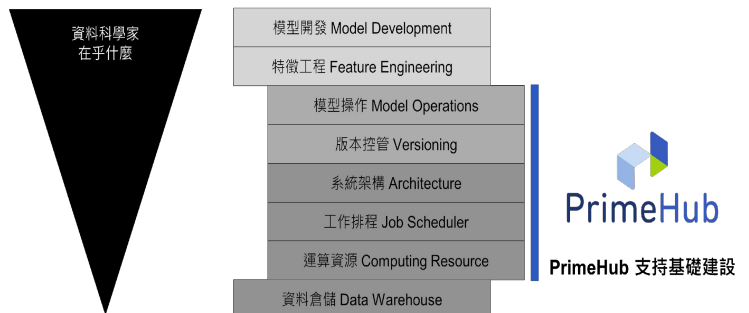 資料科學家
在乎什麼
模型開發 Model Development
特徵工程 Feature Engineering
模型操作 Model Operations
版本控管 Versioning
系統架構 Architecture
工作排程 Job Scheduler
運算資源 Computing Resource
資料倉儲 Data Warehouse
PrimeHub
PrimeHub 支持基礎建設